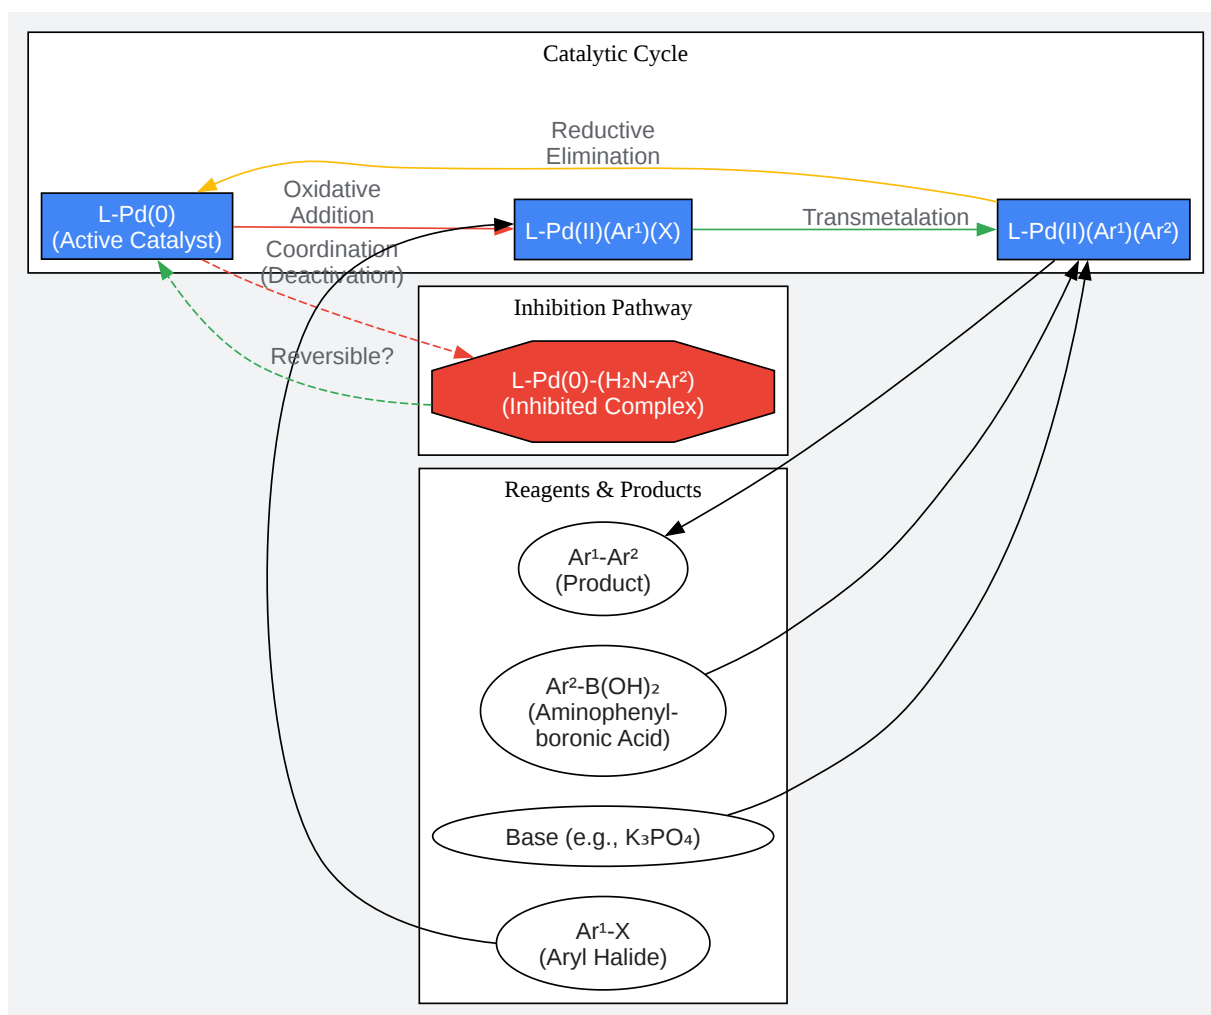 Catalytic Cycle
Reductive
Elimination
Oxidative
Addition
L-Pd(0)
(Active Catalyst)
L-Pd(II)(Ar¹)(X)
Transmetalation
L-Pd(II)(Ar¹)(Ar²)
Coordination
(Deactivation)
Inhibition Pathway
Reversible?
L-Pd(0)-(H₂N-Ar²)
(Inhibited Complex)
Reagents & Products
Ar¹-Ar²
(Product)
Ar²-B(OH)₂
(Aminophenyl-
boronic Acid)
Base (e.g., K₃PO₄)
Ar¹-X
(Aryl Halide)